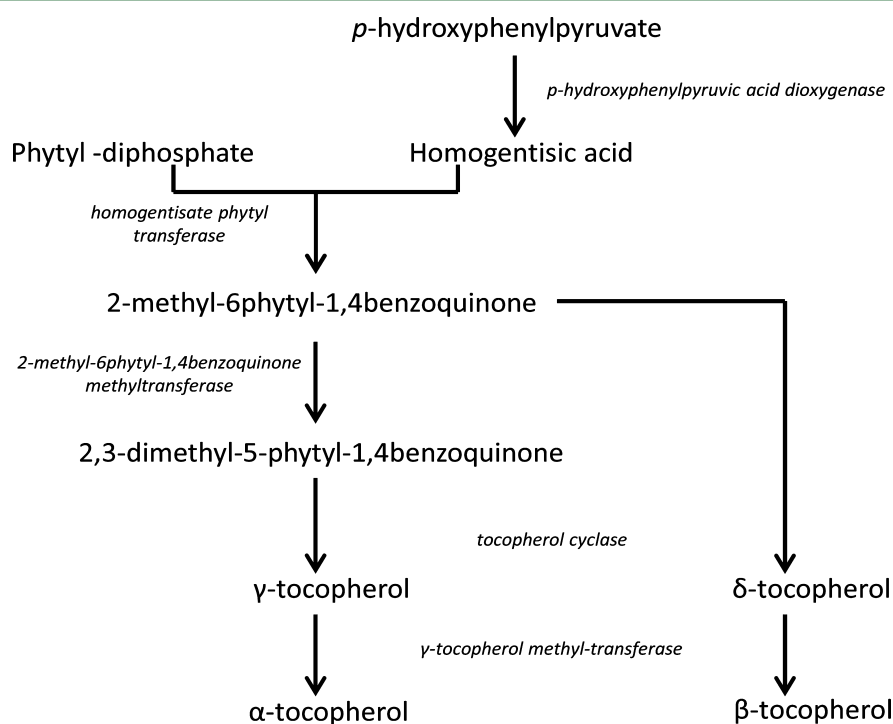 p-hydroxyphenylpyruvate
p-hydroxyphenylpyruvic acid dioxygenase
Phytyl -diphosphate
Homogentisic acid
homogentisate phytyl
transferase
2-methyl-6phytyl-1,4benzoquinone
2-methyl-6phytyl-1,4benzoquinone
methyltransferase
2,3-dimethyl-5-phytyl-1,4benzoquinone
tocopherol cyclase
γ-tocopherol
δ-tocopherol
γ-tocopherol methyl-transferase
α-tocopherol
β-tocopherol